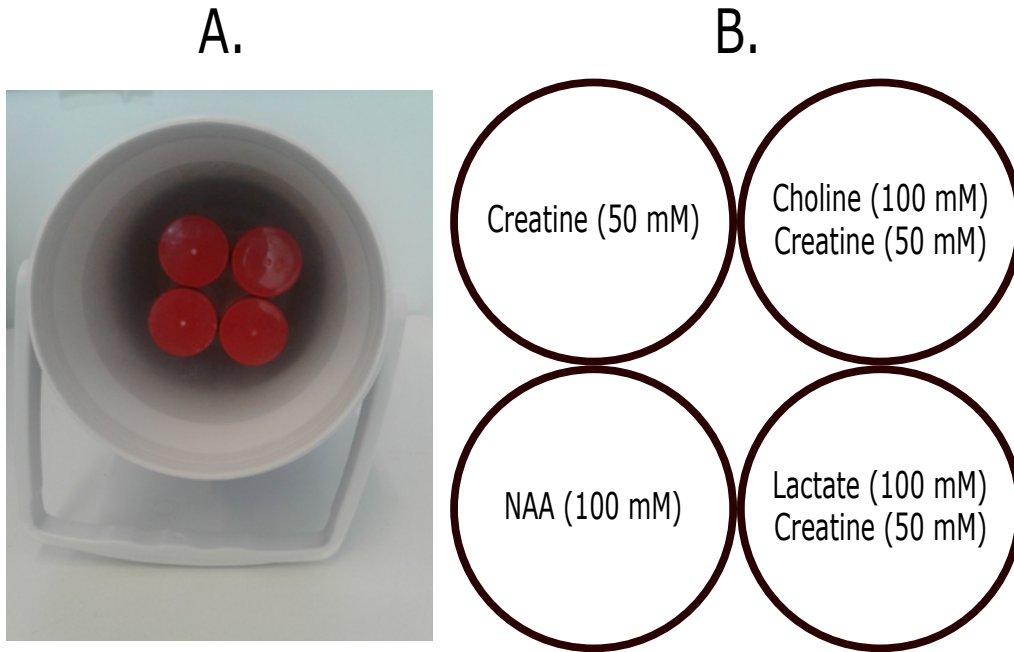 A.
B.
Creatine (50 mM)
Choline (100 mM)
Creatine (50 mM)
NAA (100 mM)
Lactate (100 mM)
Creatine (50 mM)